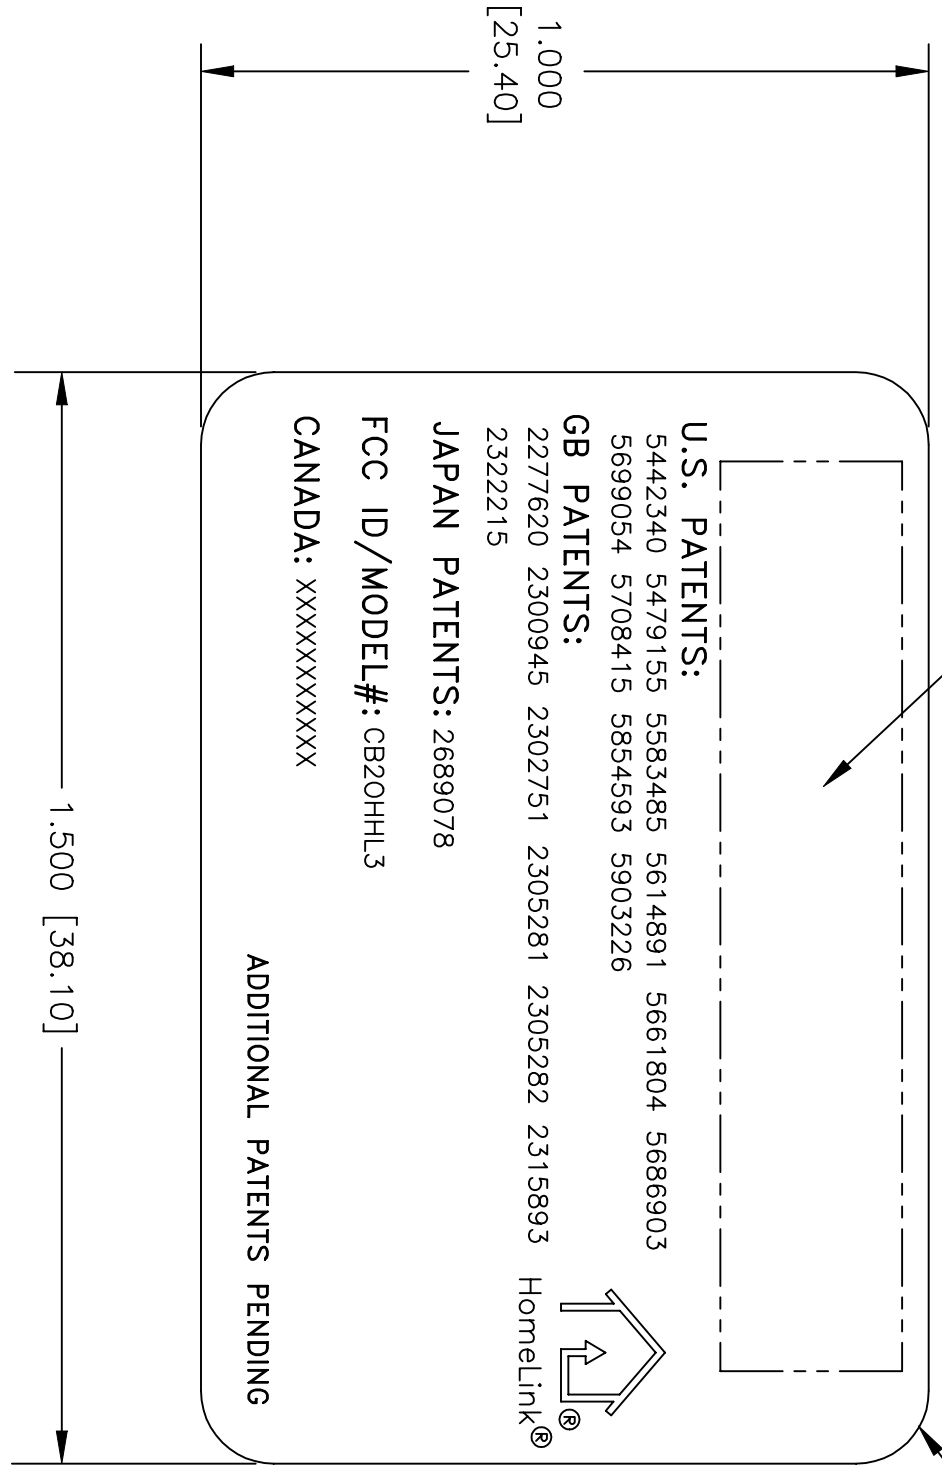 1.000
[25.40]
U.S. PATENTS:
5442340 5479155 5583485 5614891 5661804 5686903
5699054 5708415 5854593 5903226
GB PATENTS:
2277620 2300945 2302751 2305281 2305282 2315893
2322215
JAPAN PATENTS: 2689078
FCC ID/MODEL#: CB2OHHL3
CANADA: XXXXXXXXXX
®
HomeLink®
ADDITIONAL PATENTS PENDING
1.500 [38.10]